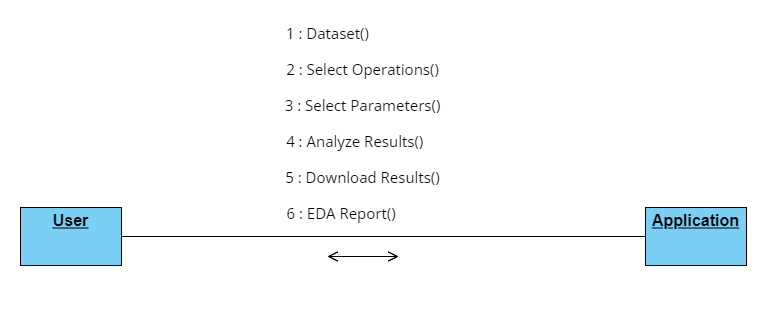 1 : Dataset()
2 : Select Operations()
3 : Select Parameters()
4 : Analyze Results()
5 : Download Results()
6 : EDA Report()
User
Application